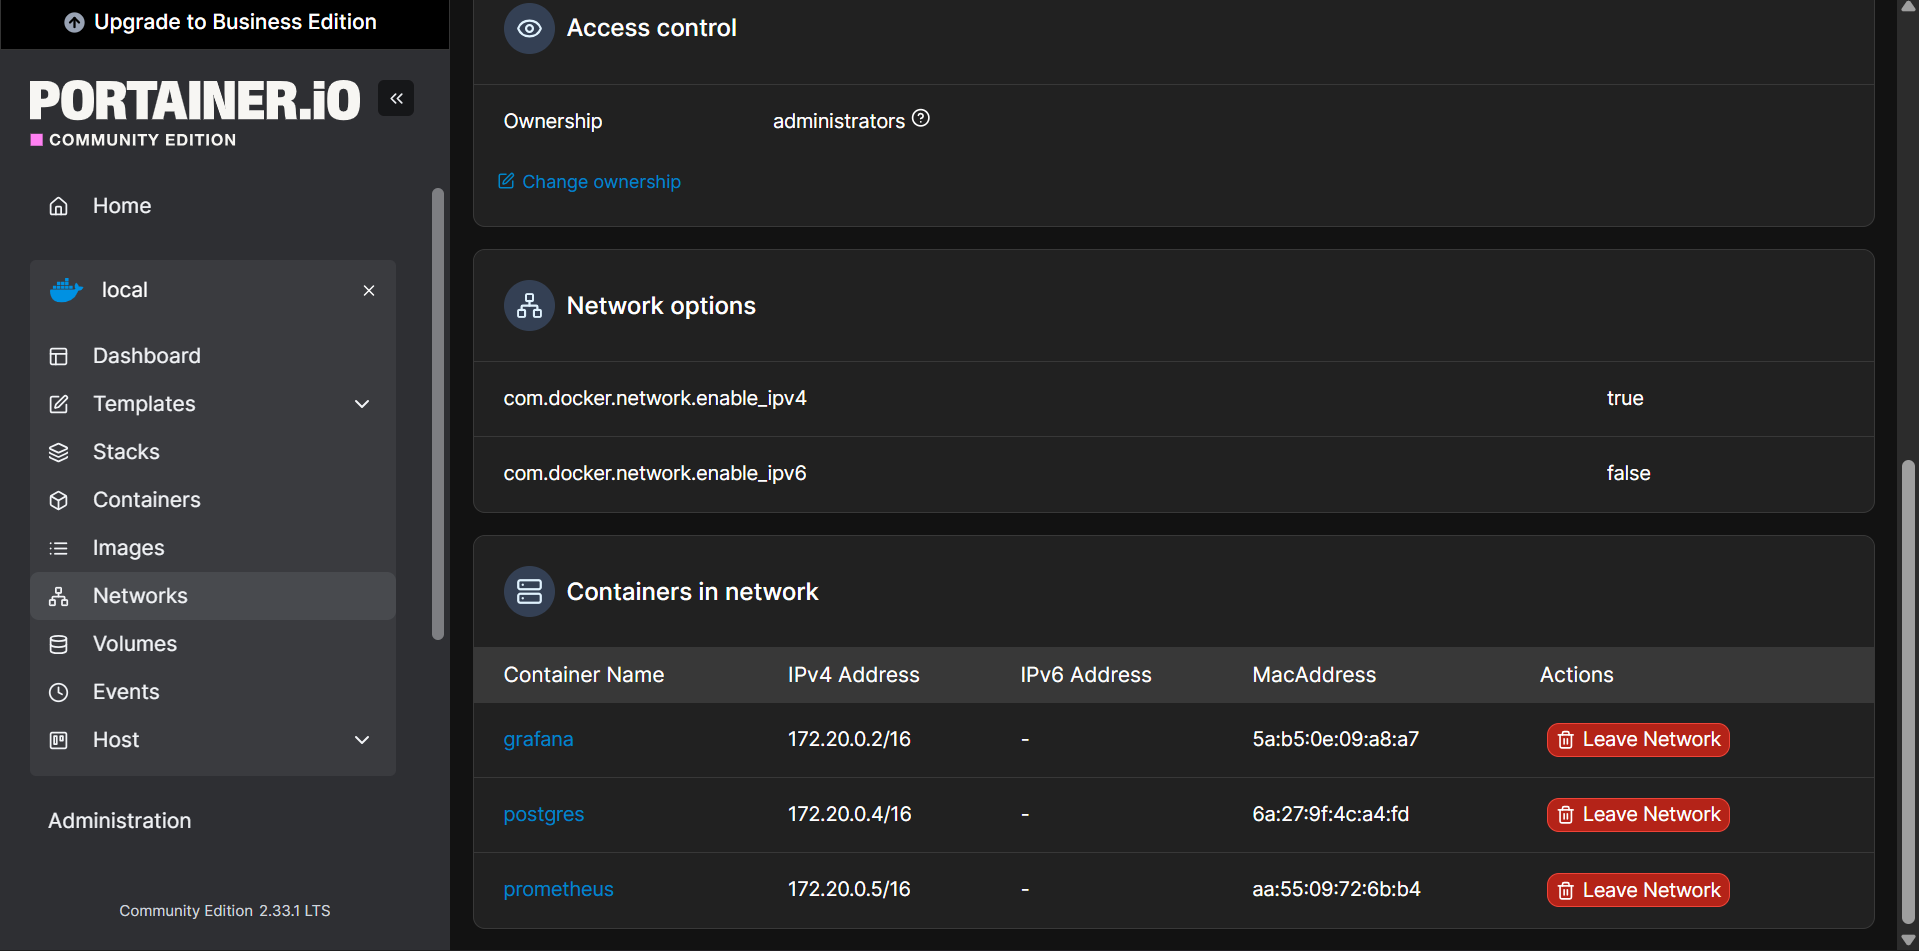 Upgrade to Business Edition
PORTAINER.iO
COMMUNITY EDITION
Home
local
Dashboard
Templates
Stacks
Containers
Images
Networks
Volumes
Events
Host
Administration
Community Edition 2.33.1 LTS
Access control
Ownership administrators
Change ownership
Network options
com.docker.network.enable_ipv4 true
com.docker.network.enable_ipv6 false
Containers in network
Container Name IPv4 Address IPv6 Address MacAddress Actions
grafana 172.20.0.2/16 - 5a:b5:0e:09:a8:a7 Leave Network
postgres 172.20.0.4/16 - 6a:27:9f:4c:a4:fd Leave Network
prometheus 172.20.0.5/16 - aa:55:09:72:6b:b4 Leave Network